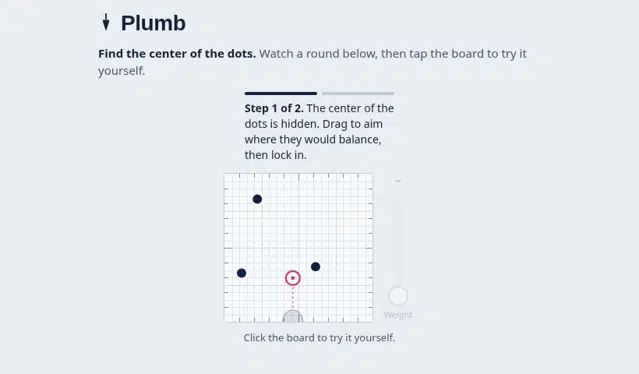 Plumb
Find the center of the dots. Watch a round below, then tap the board to try it
yourself.
Step 1 of 2. The center of the
dots is hidden. Drag to aim
where they would balance,
then lock in.
Weight
Click the board to try it yourself.